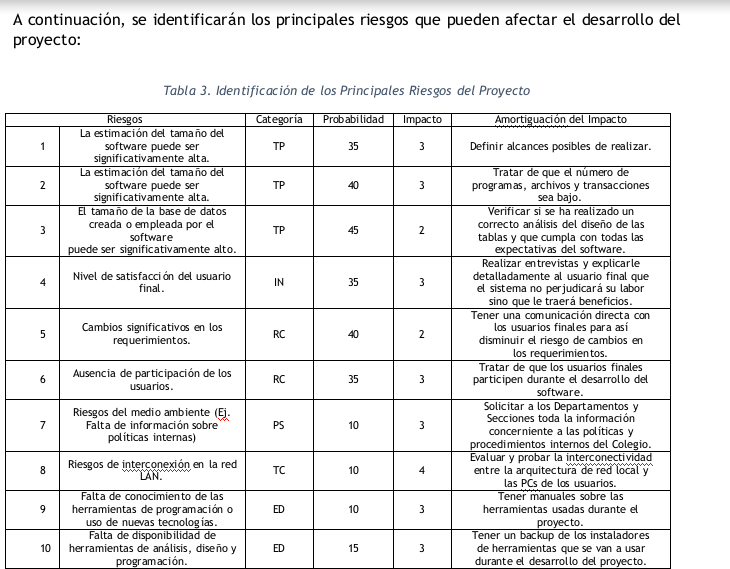 A continuación, se identificarán los principales riesgos que pueden afectar el desarrollo del
proyecto:
Tabla 3. Identificación de los Principales Riesgos del Proyecto
Riesgos Categoría Probabilidad Impacto Amortiguación del Impacto
1
La estimación del tamaño del
software puede ser
significativamente alta.
TP
35
3
Definir alcances posibles de realizar.
2
La estimación del tamaño del
software puede ser
significativamente alta.
TP
40
3
Tratar de que el número de
programas, archivos y transacciones
sea bajo.
3
El tamaño de la base de datos
creada o empleada por el
software
puede ser significativamente alto.
TP
45
2
Verificar si se ha realizado un
correcto análisis del diseño de las
tablas y que cumpla con todas las
expectativas del software.
4
Nivel de satisfacción del usuario
final.
IN
35
3
Realizar entrevistas y explicarle
detalladamente al usuario final que
el sistema no perjudicará su labor
sino que le traerá beneficios.
5
Cambios significativos en los
requerimientos.
RC
40
2
Tener una comunicación directa con
los usuarios finales para así
disminuir el riesgo de cambios en
los requerimientos.
6
Ausencia de participación de los
usuarios.
RC
35
3
Tratar de que los usuarios finales
participen durante el desarrollo del
software.
7
Riesgos del medio ambiente (Ej.
Falta de información sobre
políticas internas)
PS
10
3
Solicitar a los Departamentos y
Secciones toda la información
concerniente a las políticas y
procedimientos internos del Colegio.
8
Riesgos de interconexión en la red
LAN.
TC
10
4
Evaluar y probar la interconectividad
entre la arquitectura de red local y
las PCs de los usuarios.
9
Falta de conocimiento de las
herramientas de programación o
uso de nuevas tecnologías.
ED
10
3
Tener manuales sobre las
herramientas usadas durante el
proyecto.
10
Falta de disponibilidad de
herramientas de análisis, diseño y
programación.
ED
15
3
Tener un backup de los instaladores
de herramientas que se van a usar
durante el desarrollo del proyecto.